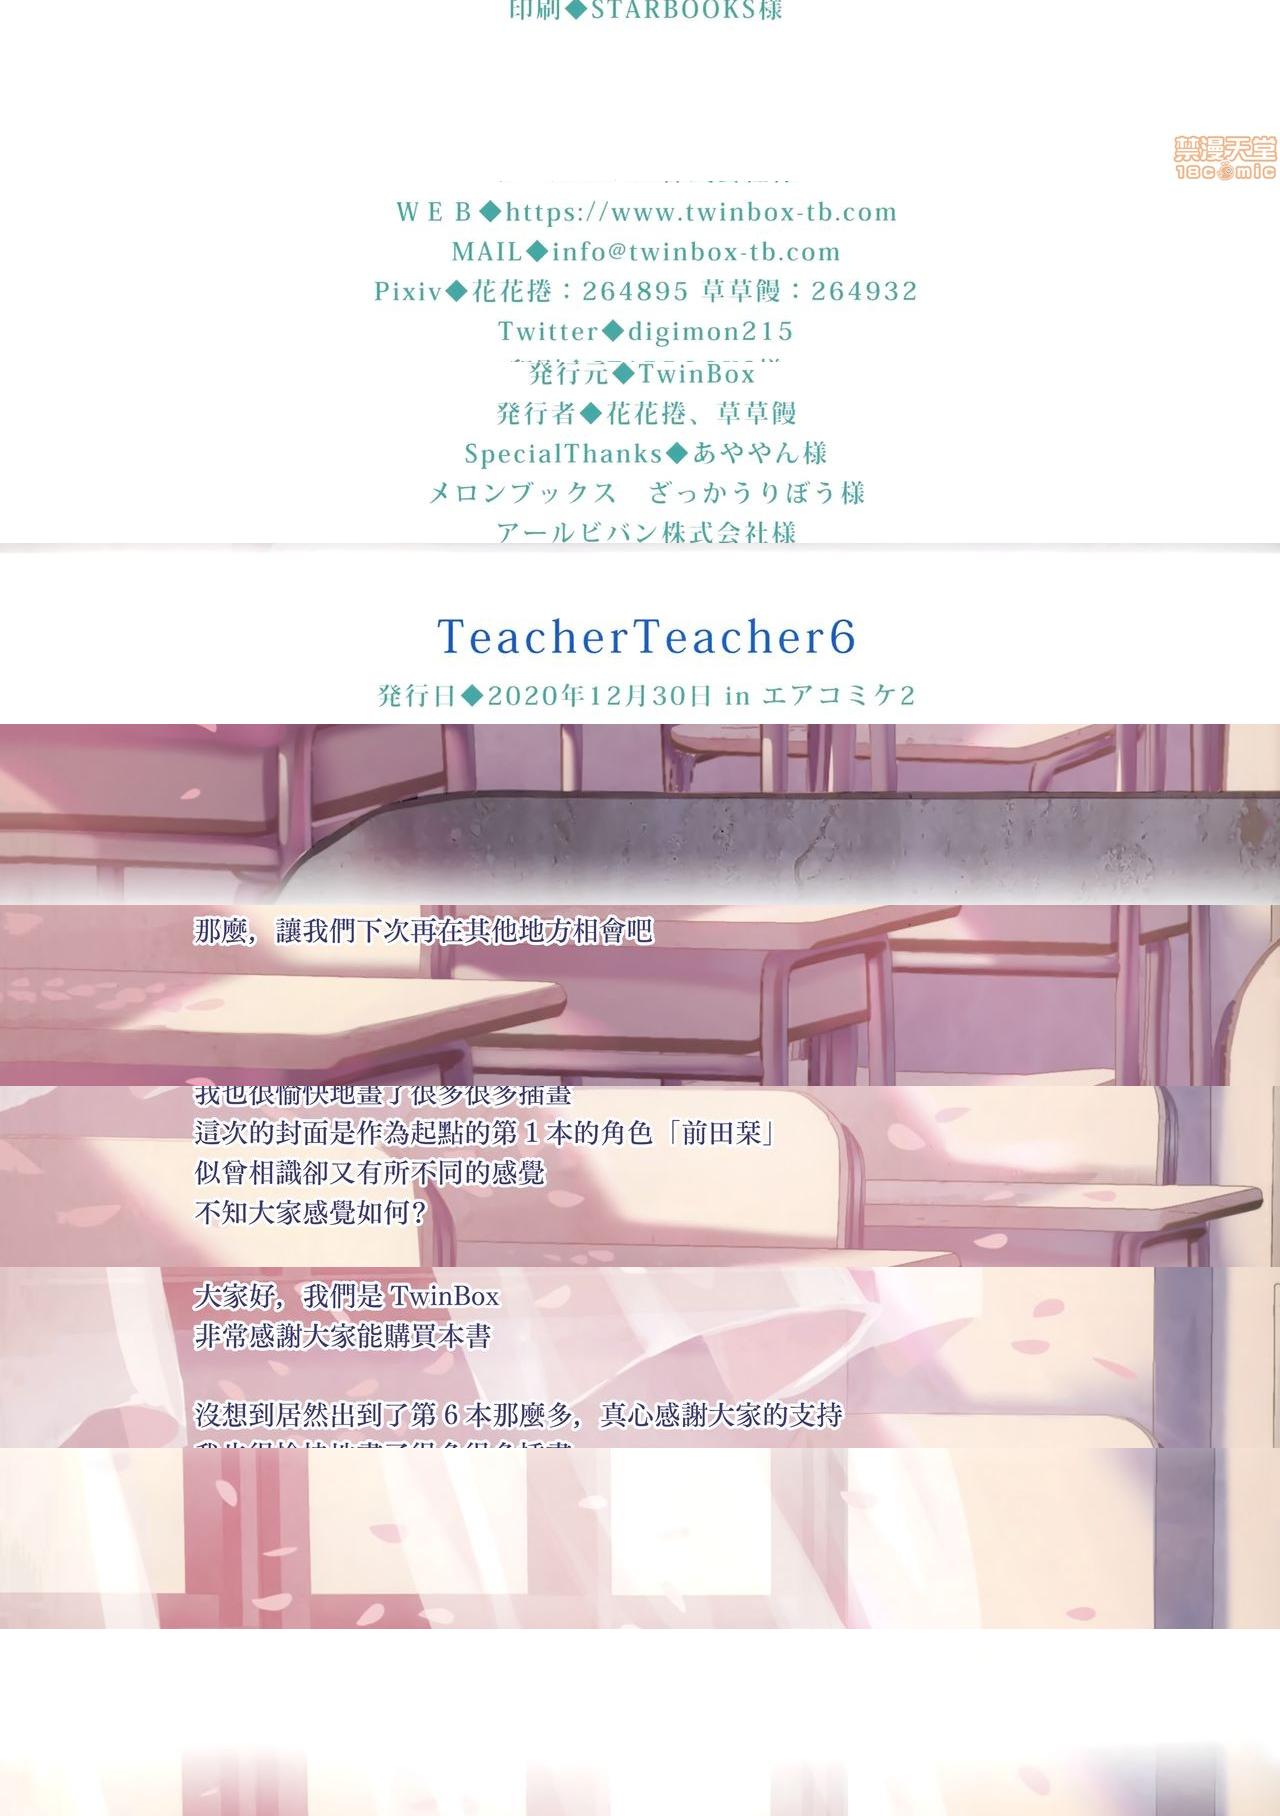 印刷◆STARBOOKS様
禁漫天堂
18comic
WEB◆https://www.twinbox-tb.com
MAIL◆info@twinbox-tb.com
Pixiv◆花花捲：264895 草草饅：264932
Twitter◆digimon215
発行元◆TwinBox
発行者◆花花捲、草草饅
SpecialThanks◆あややん様
メロンブックス　ざっかうりぼう様
アールビバン株式会社様
TeacherTeacher6
発行日◆2020年12月30日 in エアコミケ2
那麼，讓我們下次再在其他地方相會吧
我也很愉快地畫了很多很多插畫
這次的封面是作為起點的第1本的角色「前田栞」
似曾相識卻又有所不同的感覺
不知大家感覺如何？
大家好，我們是 TwinBox
非常感謝大家能購買本書
沒想到居然出到了第6本那麼多，真心感謝大家的支持